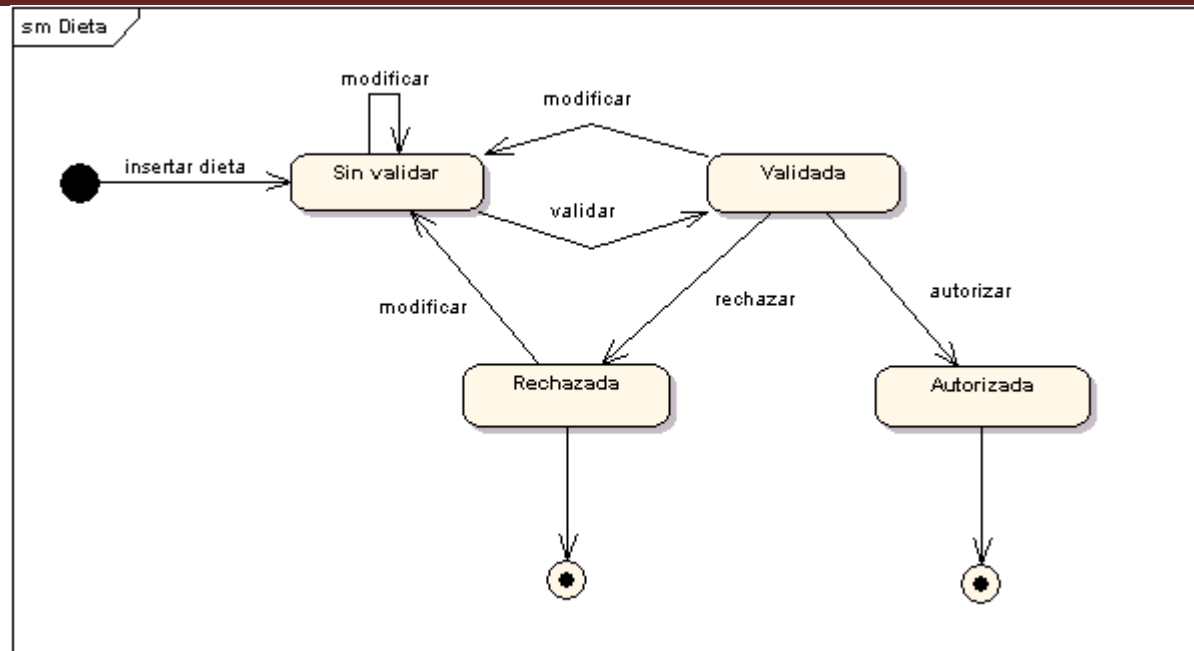 sm Dieta
modificar
modificar
insertar dieta
Sin validar
Validada
validar
modificar
rechazar
autorizar
Rechazada
Autorizada